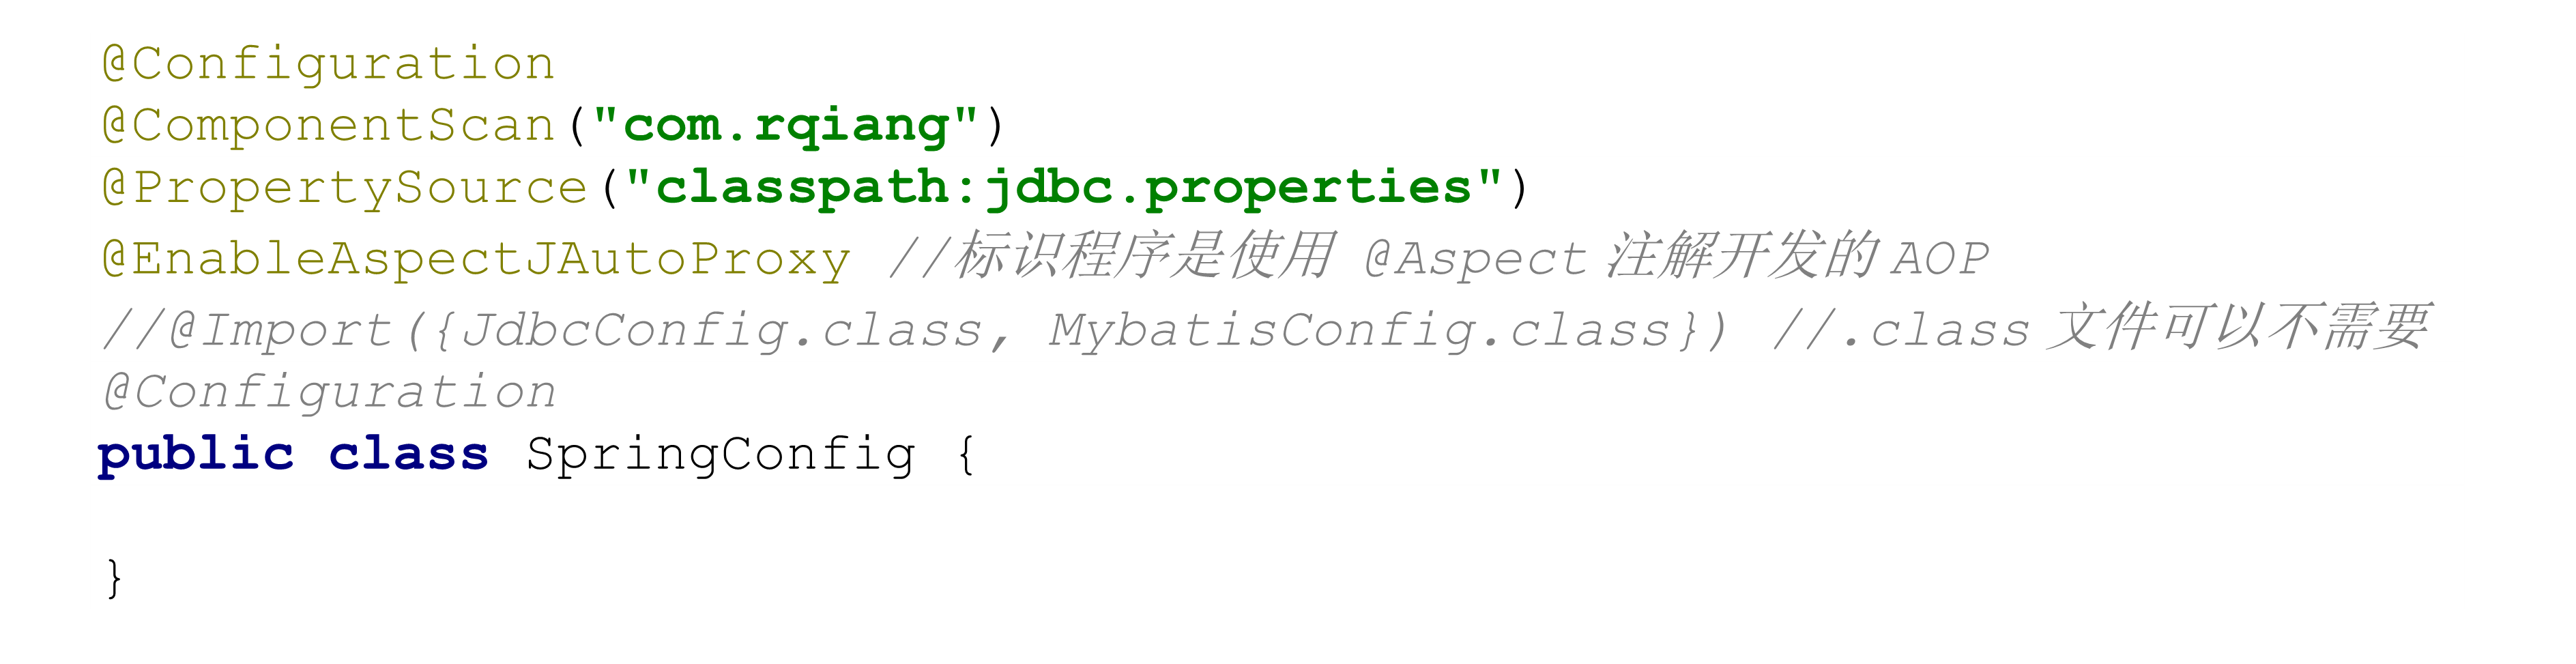 @Configuration
@ComponentScan("com.rqiang")
@PropertySource("classpath:jdbc.properties")
@EnableAspectJAutoProxy //标识程序是使用 @Aspect 注解开发的 AOP
//@Import({JdbcConfig.class, MybatisConfig.class}) //.class 文件可以不需要
@Configuration
public class SpringConfig {
}